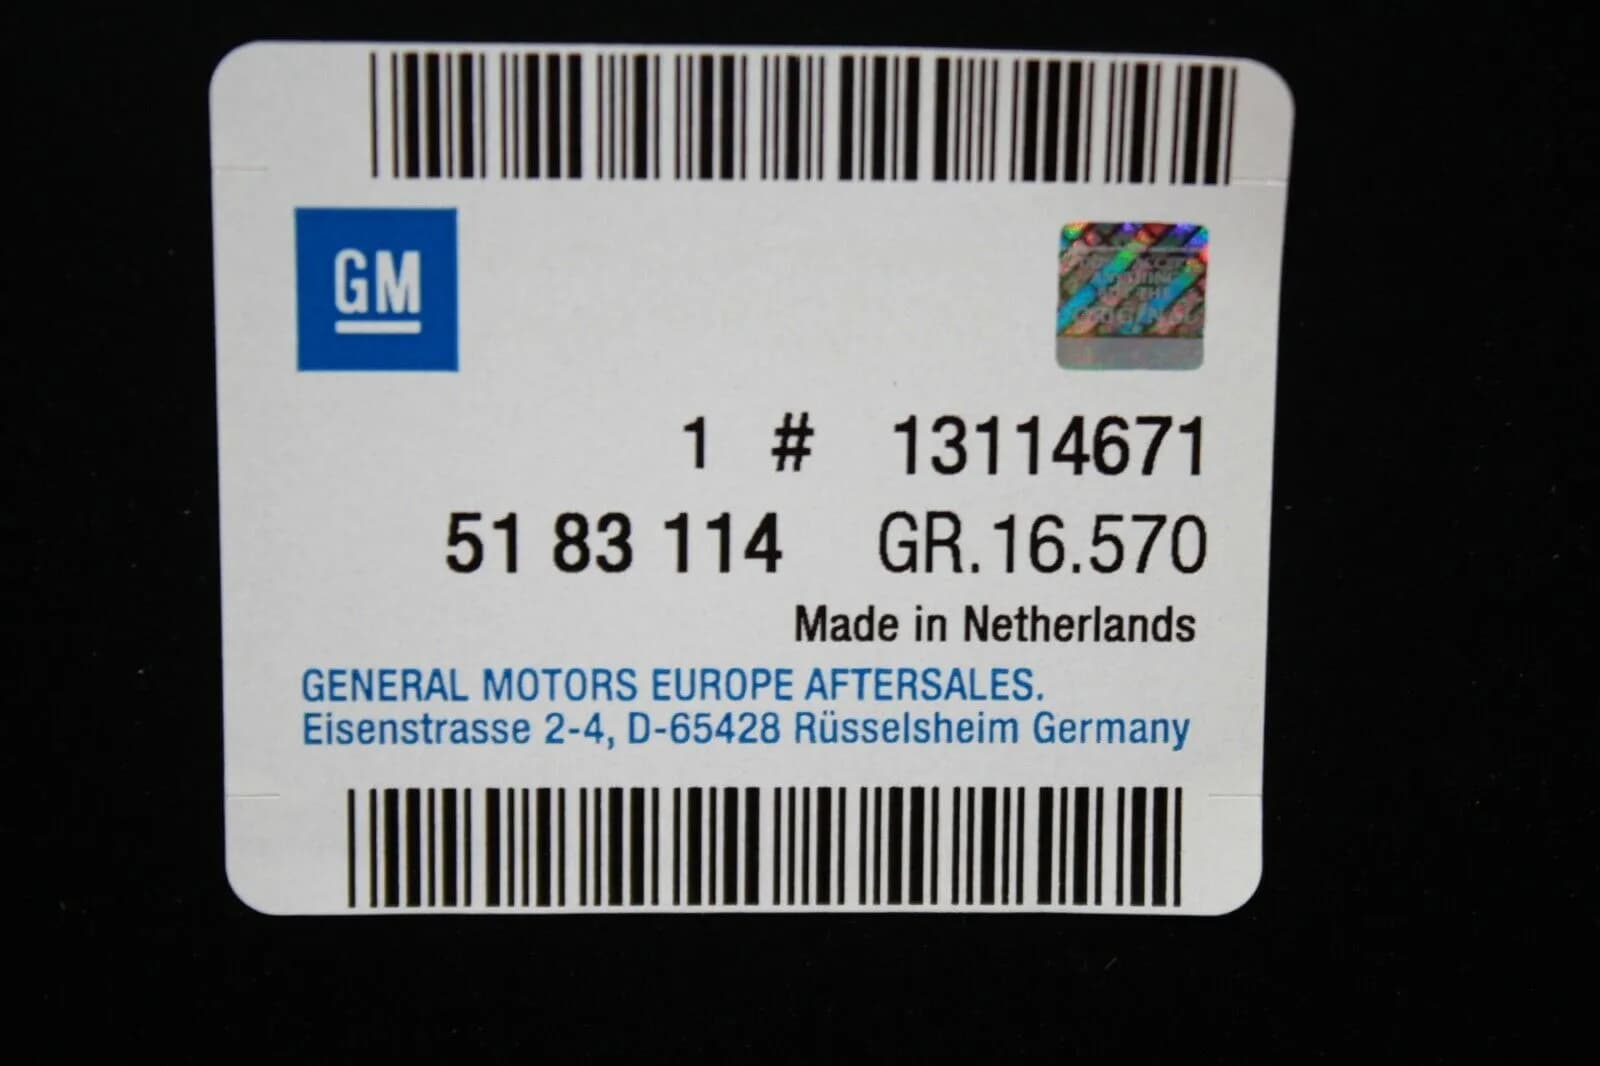 GM
1 # 13114671
51 83 114 GR.16.570
Made in Netherlands
GENERAL MOTORS EUROPE AFTERSALES.
Eisenstrasse 2-4, D-65428 Rüsselsheim Germany